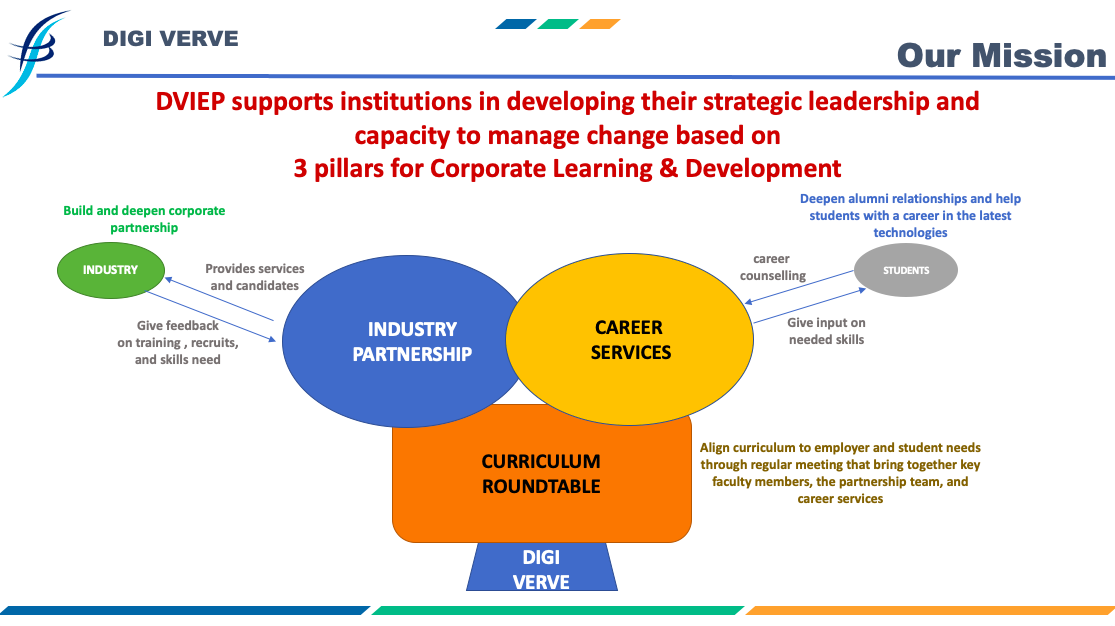 DIGI VERVE
Our Mission
DVIEP supports institutions in developing their strategic leadership and
capacity to manage change based on
3 pillars for Corporate Learning & Development
Build and deepen corporate
partnership
INDUSTRY
Provides services
and candidates
Give feedback
on training , recruits,
and skills need
INDUSTRY
PARTNERSHIP
CAREER
SERVICES
Deepen alumni relationships and help
students with a career in the latest
technologies
career
counselling
STUDENTS
Give input on
needed skills
CURRICULUM
ROUNDTABLE
Align curriculum to employer and student needs
through regular meeting that bring together key
faculty members, the partnership team, and
career services
DIGI
VERVE